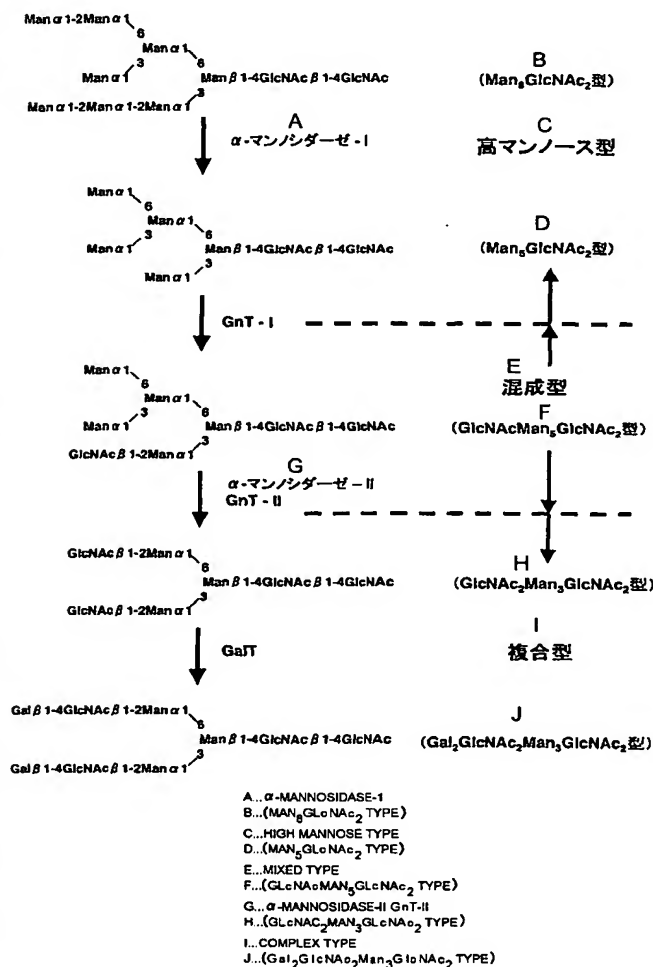 Manα1-2Manα1
6
Manα1
Manα1
3
6
Manβ1-4GlcNAcβ1-4GlcNAc
3
Manα1-2Manα1-2Manα1
A
α-マンノシダーゼ-I
B
(Man8GlcNAc2型)
C
高マンノース型
Manα1
6
Manα1
Manα1
3
6
Manβ1-4GlcNAcβ1-4GlcNAc
3
Manα1
D
(Man5GlcNAc2型)
GnT-I
E
混成型
Manα1
6
Manα1
Manα1
3
6
Manβ1-4GlcNAcβ1-4GlcNAc
3
GlcNAcβ1-2Manα1
F
(GlcNAcMan5GlcNAc2型)
G
α-マンノシダーゼ-II
GnT-II
GlcNAcβ1-2Manα1
6
Manβ1-4GlcNAcβ1-4GlcNAc
3
GlcNAcβ1-2Manα1
H
(GlcNAc2Man3GlcNAc2型)
I
複合型
GalT
Galβ1-4GlcNAcβ1-2Manα1
6
Manβ1-4GlcNAcβ1-4GlcNAc
3
Galβ1-4GlcNAcβ1-2Manα1
J
(Gal2GlcNAc2Man3GlcNAc2型)
A...α-MANNOSIDASE-1
B...(MAN8GLcNAc2 TYPE)
C...HIGH MANNOSE TYPE
D...(MAN5GLcNAc2 TYPE)
E...MIXED TYPE
F...(GLcNAcMAN5GLcNAc2 TYPE)
G...α-MANNOSIDASE-II GnT-II
H...(GLcNAC2MAN3GLcNAc2 TYPE)
I...COMPLEX TYPE
J...(Gal2GlcNAc2Man3GlcNAc2 TYPE)